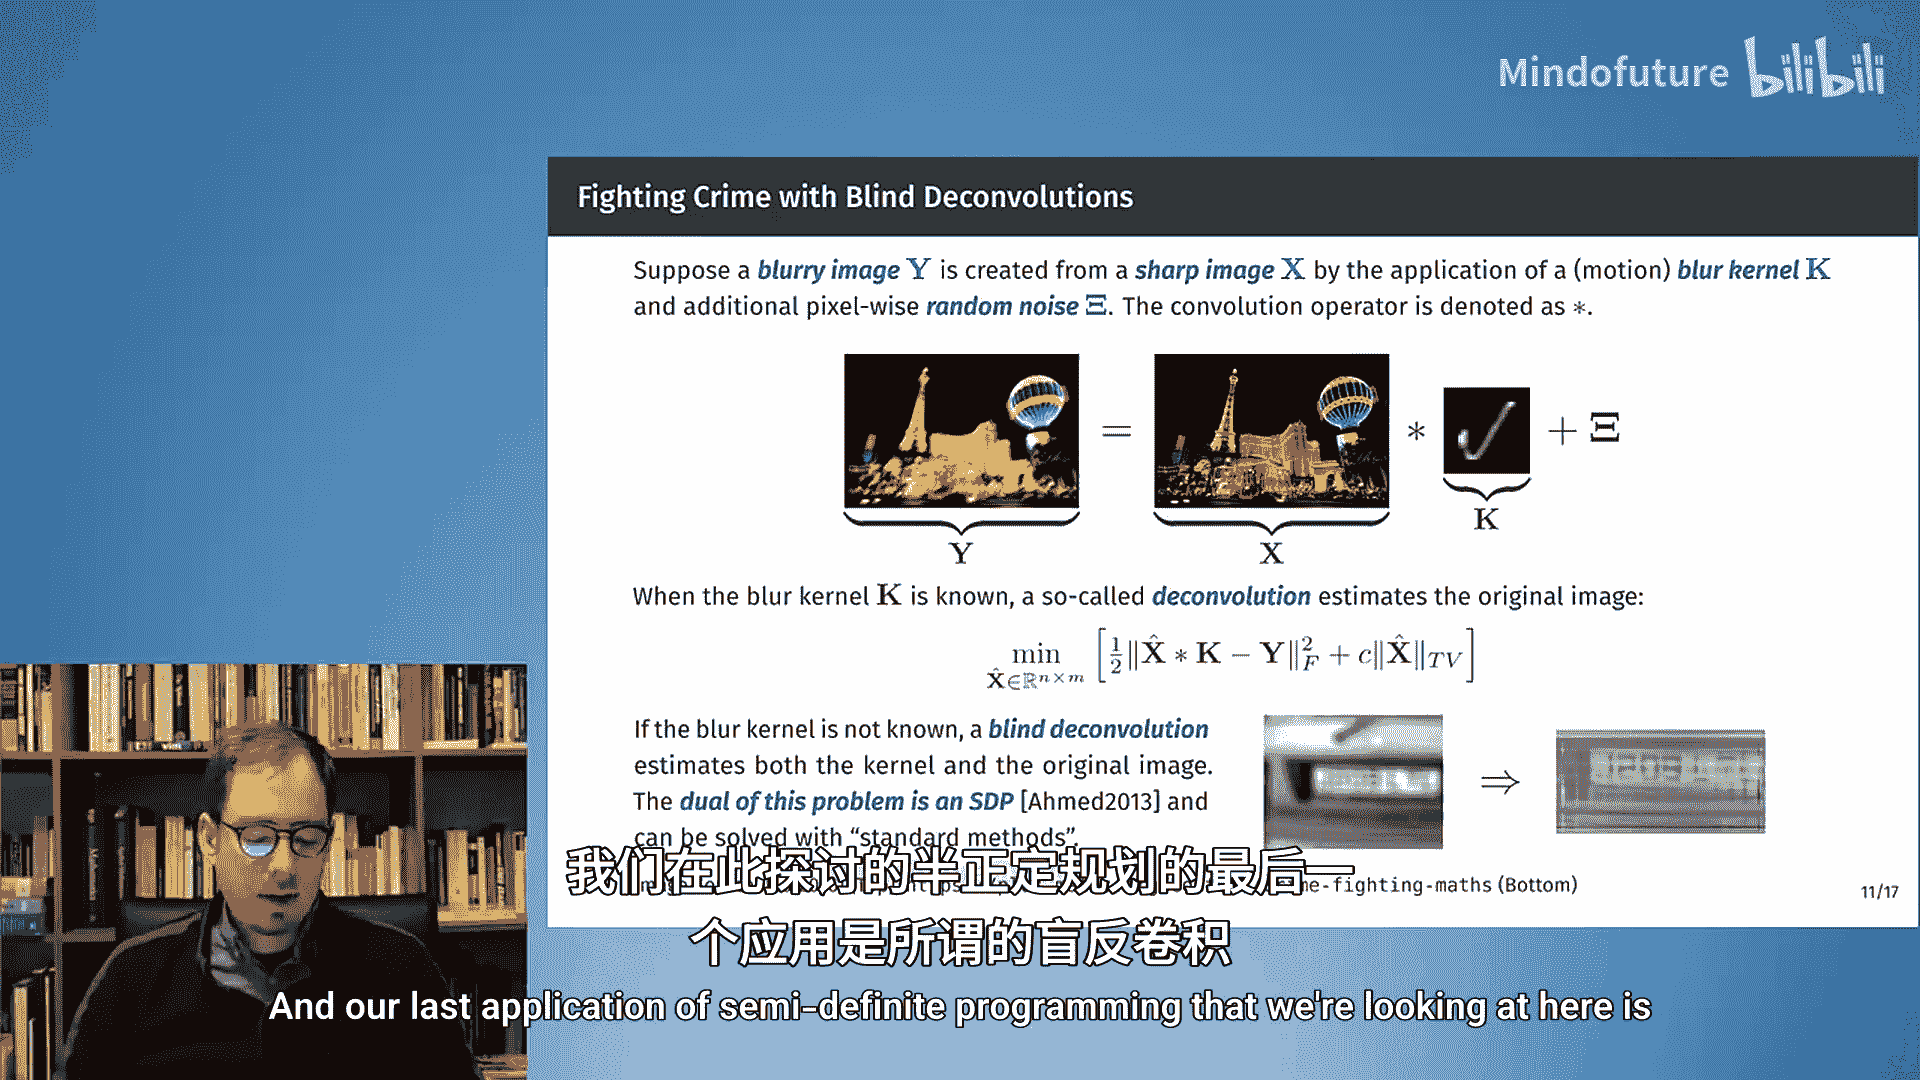 Mindofuture bilibili
Fighting Crime with Blind Deconvolutions
Suppose a blurry image Y is created from a sharp image X by the application of a (motion) blur kernel K
and additional pixel-wise random noise Ξ. The convolution operator is denoted as ∗.
= ∗ + Ξ
K
Y X
When the blur kernel K is known, a so-called deconvolution estimates the original image:
min_{X̂∈ℝ^{n×m}} [½‖X̂ ∗ K − Y‖²_F + c‖X̂‖_{TV}]
If the blur kernel is not known, a blind deconvolution
estimates both the kernel and the original image.
The dual of this problem is an SDP [Ahmed2013] and
can be solved with “standard methods”
⇒
ne-fighting-maths (Bottom)
11/17
我们在此探讨的半正定规划的最后一
个应用是所谓的盲反卷积
And our last application of semi-definite programming that we're looking at here is